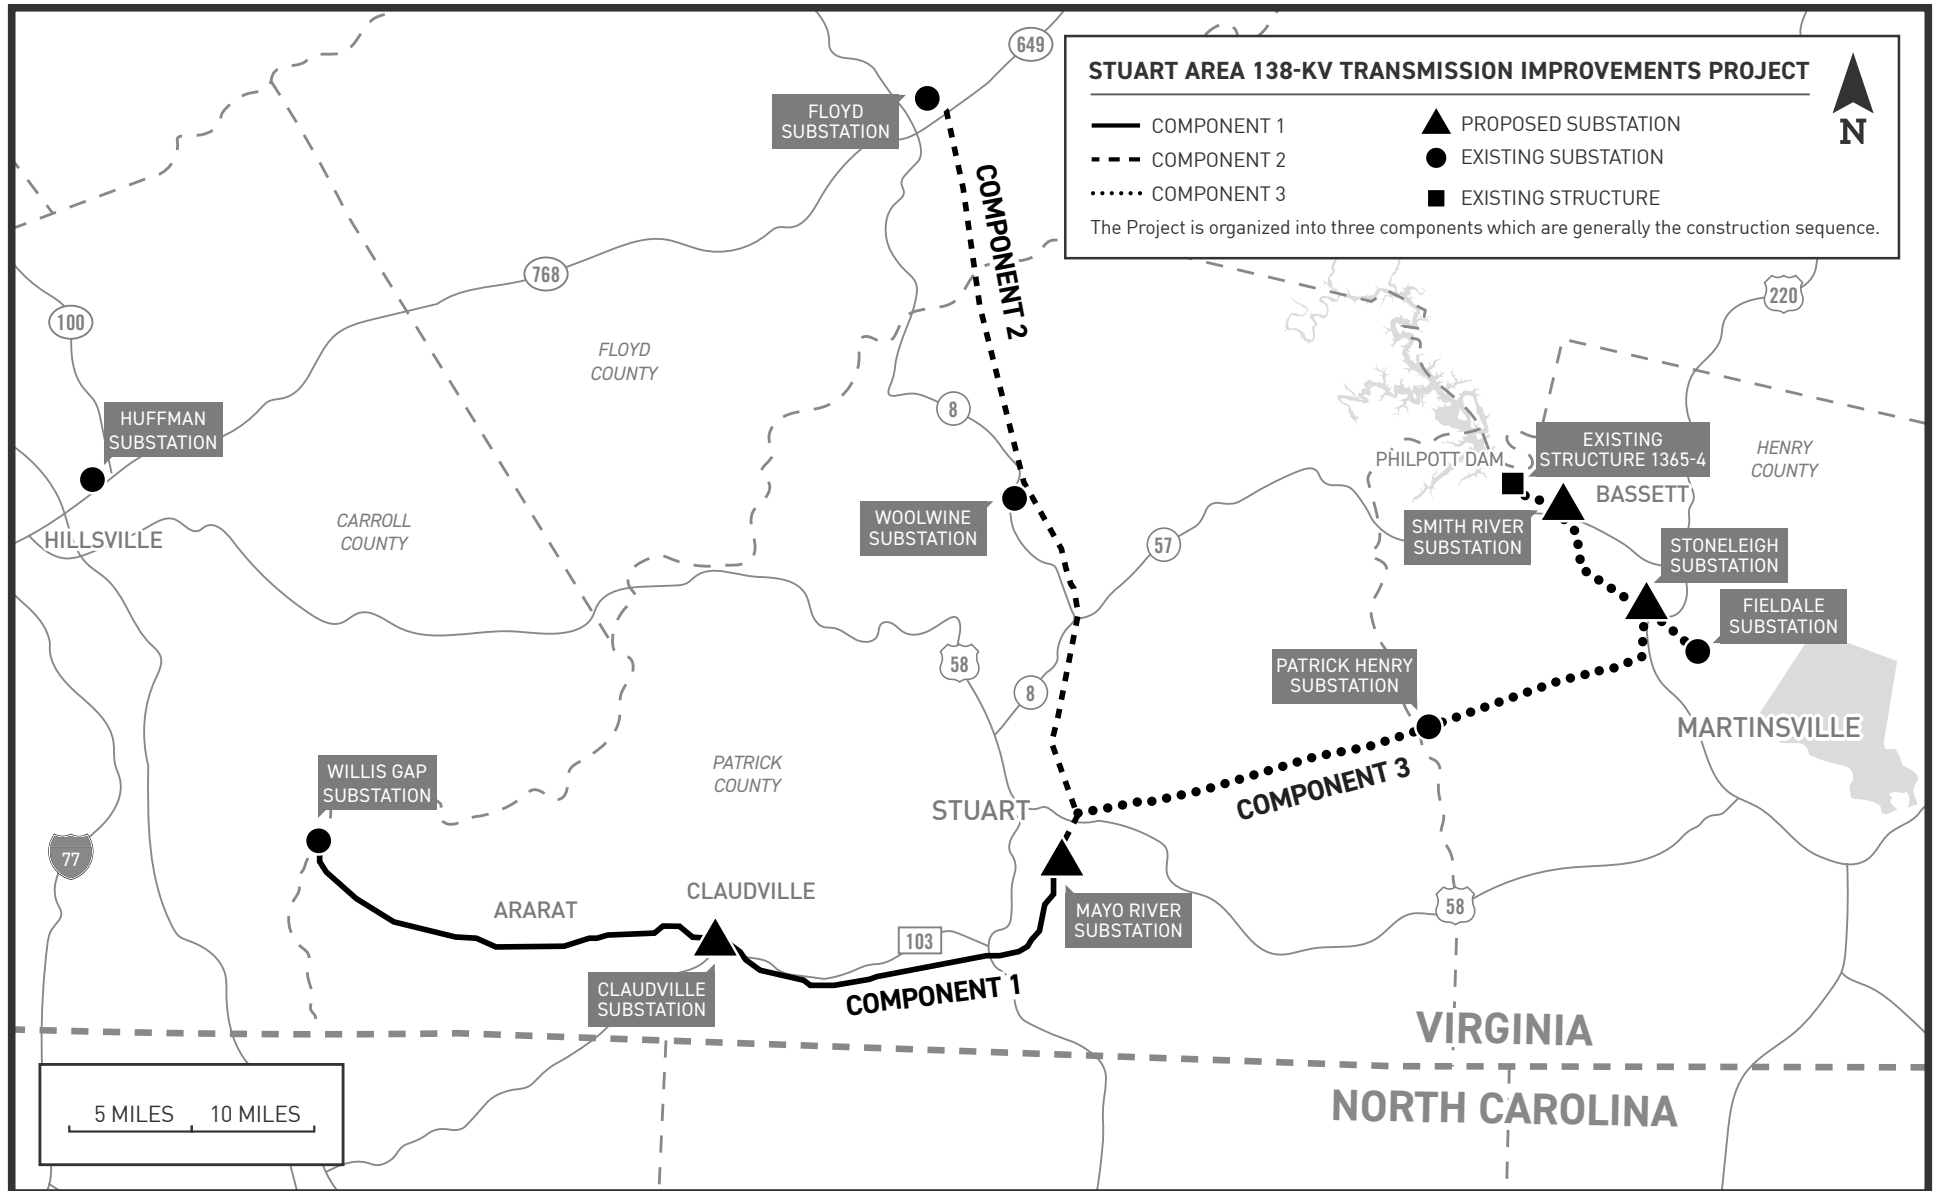 649
STUART AREA 138-KV TRANSMISSION IMPROVEMENTS PROJECT
COMPONENT 1
COMPONENT 2
COMPONENT 3
PROPOSED SUBSTATION
EXISTING SUBSTATION
EXISTING STRUCTURE
The Project is organized into three components which are generally the construction sequence.
N
FLOYD
SUBSTATION
COMPONENT 2
768
100
220
FLOYD
COUNTY
HUFFMAN
SUBSTATION
8
PHILPOTT DAM
EXISTING
STRUCTURE 1365-4
HENRY
COUNTY
BASSETT
HILLSVILLE
CARROLL
COUNTY
WOOLWINE
SUBSTATION
57
SMITH RIVER
SUBSTATION
STONELEIGH
SUBSTATION
FIELDALE
SUBSTATION
58
8
PATRICK HENRY
SUBSTATION
MARTINSVILLE
WILLIS GAP
SUBSTATION
PATRICK
COUNTY
STUART
COMPONENT 3
77
CLAUDVILLE
ARARAT
103
MAYO RIVER
SUBSTATION
58
CLAUDVILLE
SUBSTATION
COMPONENT 1
VIRGINIA
NORTH CAROLINA
5 MILES
10 MILES